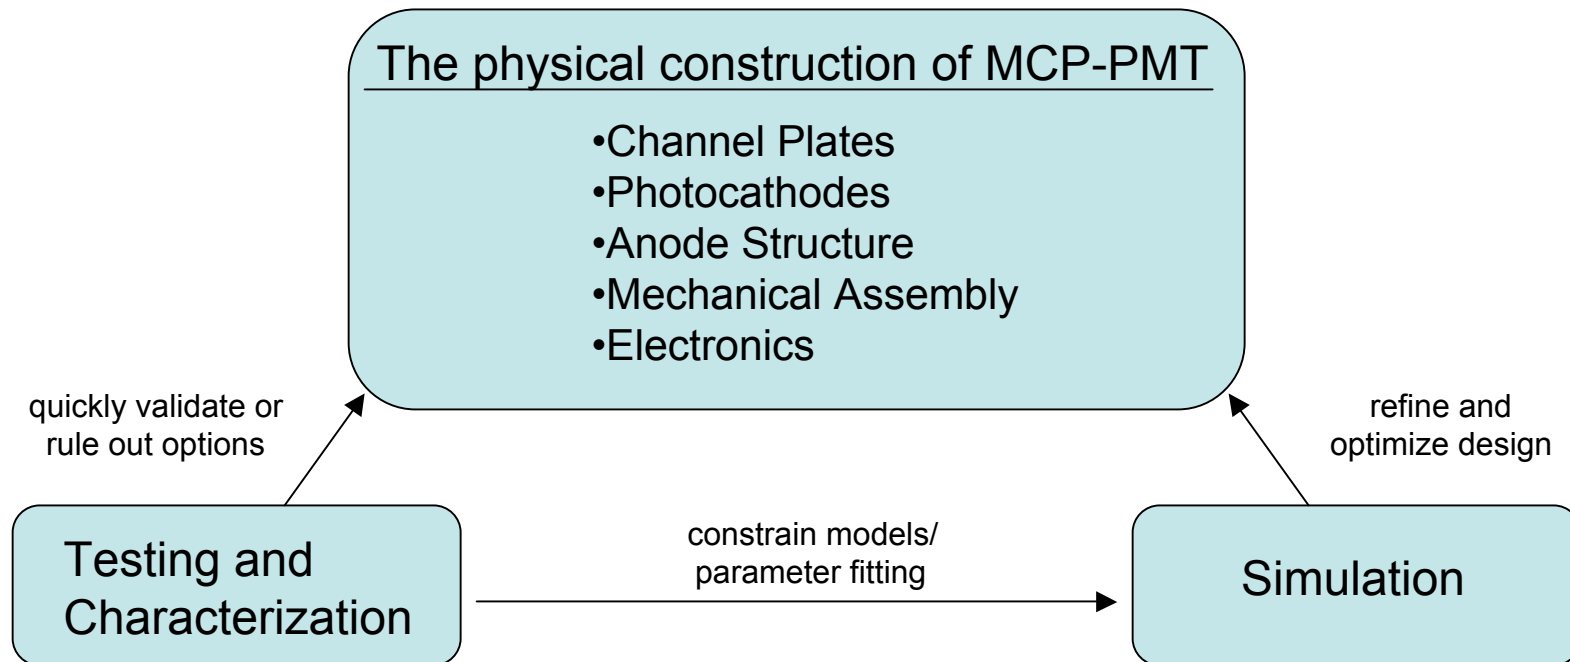 The physical construction of MCP-PMT
•Channel Plates
•Photocathodes
•Anode Structure
•Mechanical Assembly
•Electronics
quickly validate or
rule out options
refine and
optimize design
Testing and
Characterization
constrain models/
parameter fitting
Simulation